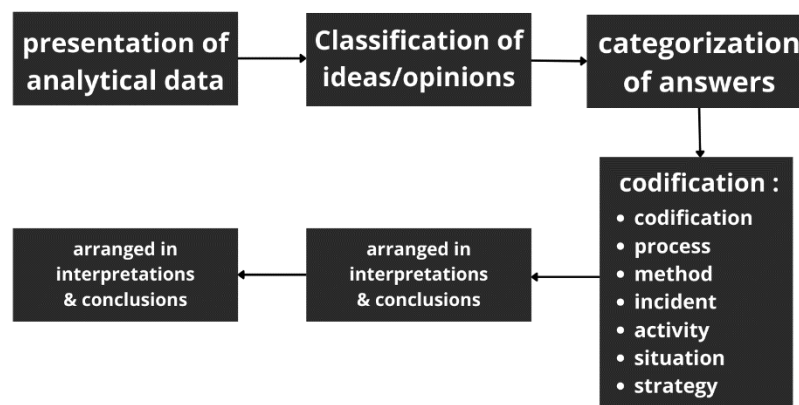 presentation of
analytical data
Classification of
ideas/opinions
categorization
of answers
codification :
• codification
• process
• method
• incident
• activity
• situation
• strategy
arranged in
interpretations
& conclusions
arranged in
interpretations
& conclusions